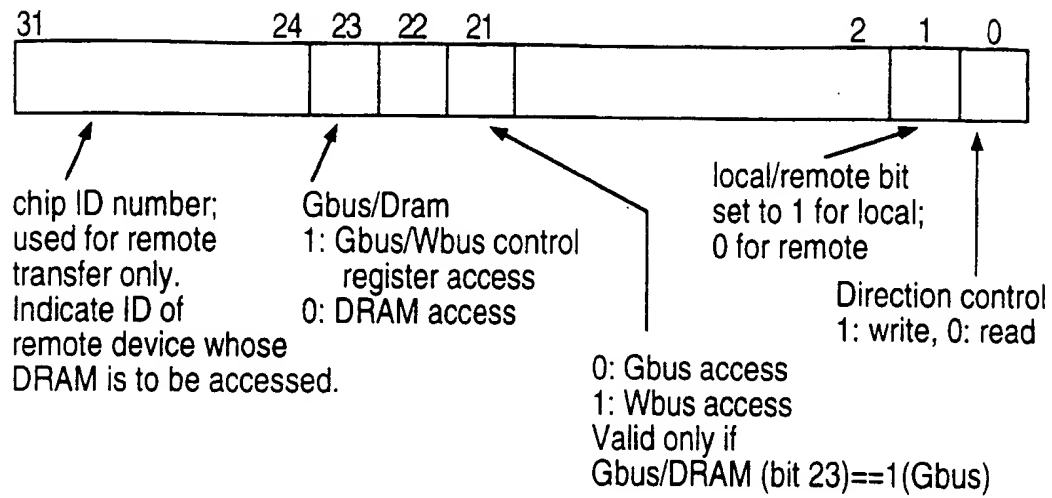 31 24 23 22 21 2 1 0
chip ID number;
used for remote
transfer only.
Indicate ID of
remote device whose
DRAM is to be accessed.
Gbus/Dram
1: Gbus/Wbus control
register access
0: DRAM access
0: Gbus access
1: Wbus access
Valid only if
Gbus/DRAM (bit 23)==1(Gbus)
local/remote bit
set to 1 for local;
0 for remote
Direction control
1: write, 0: read